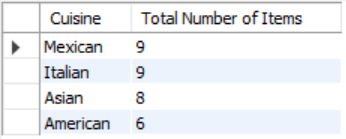 Cuisine Total Number of Items
Mexican 9
Italian 9
Asian 8
American 6